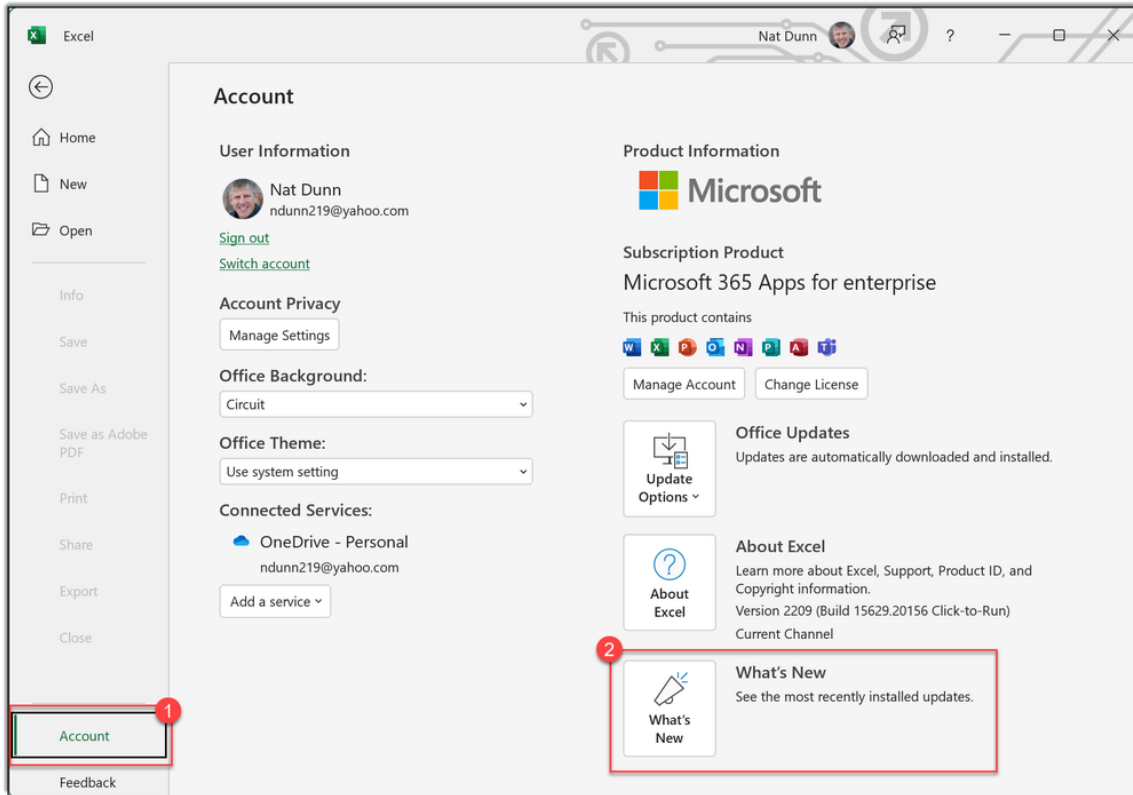 Excel
Nat Dunn
?
Home
New
Open
Info
Save
Save As
Save as Adobe
PDF
Print
Share
Export
Close
1
Account
Feedback
Account
User Information
Nat Dunn
ndunn219@yahoo.com
Sign out
Switch account
Account Privacy
Manage Settings
Office Background:
Circuit
Office Theme:
Use system setting
Connected Services:
OneDrive - Personal
ndunn219@yahoo.com
Add a service
Product Information
Microsoft
Subscription Product
Microsoft 365 Apps for enterprise
This product contains
W X P O N P A T
Manage Account Change License
Update
Options
Office Updates
Updates are automatically downloaded and installed.
?
About
Excel
About Excel
Learn more about Excel, Support, Product ID, and
Copyright information.
Version 2209 (Build 15629.20156 Click-to-Run)
Current Channel
2
What's
New
What's New
See the most recently installed updates.